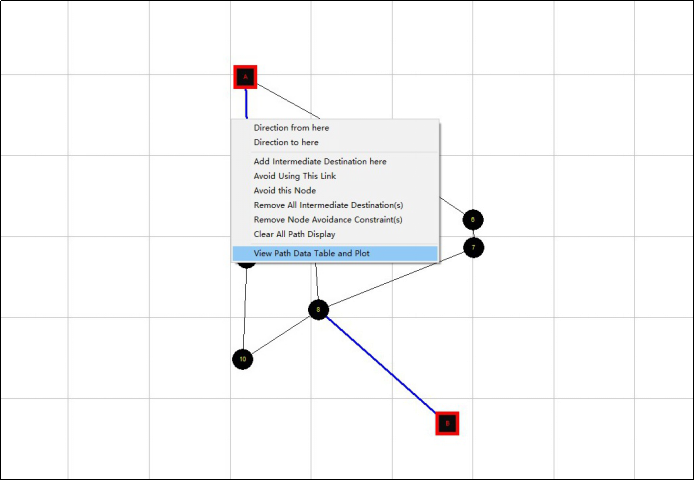 A
Direction from here
Direction to here
Add Intermediate Destination here
Avoid Using This Link
Avoid this Node
Remove All Intermediate Destination(s)
Remove Node Avoidance Constraint(s)
Clear All Path Display
View Path Data Table and Plot
6
7
8
10
B